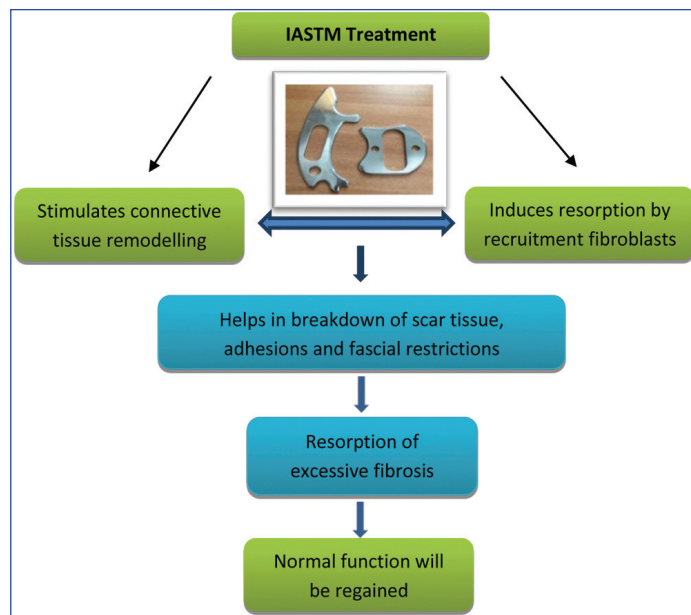 IASTM Treatment
Stimulates connective
tissue remodelling
Induces resorption by
recruitment fibroblasts
Helps in breakdown of scar tissue,
adhesions and fascial restrictions
Resorption of
excessive fibrosis
Normal function will
be regained